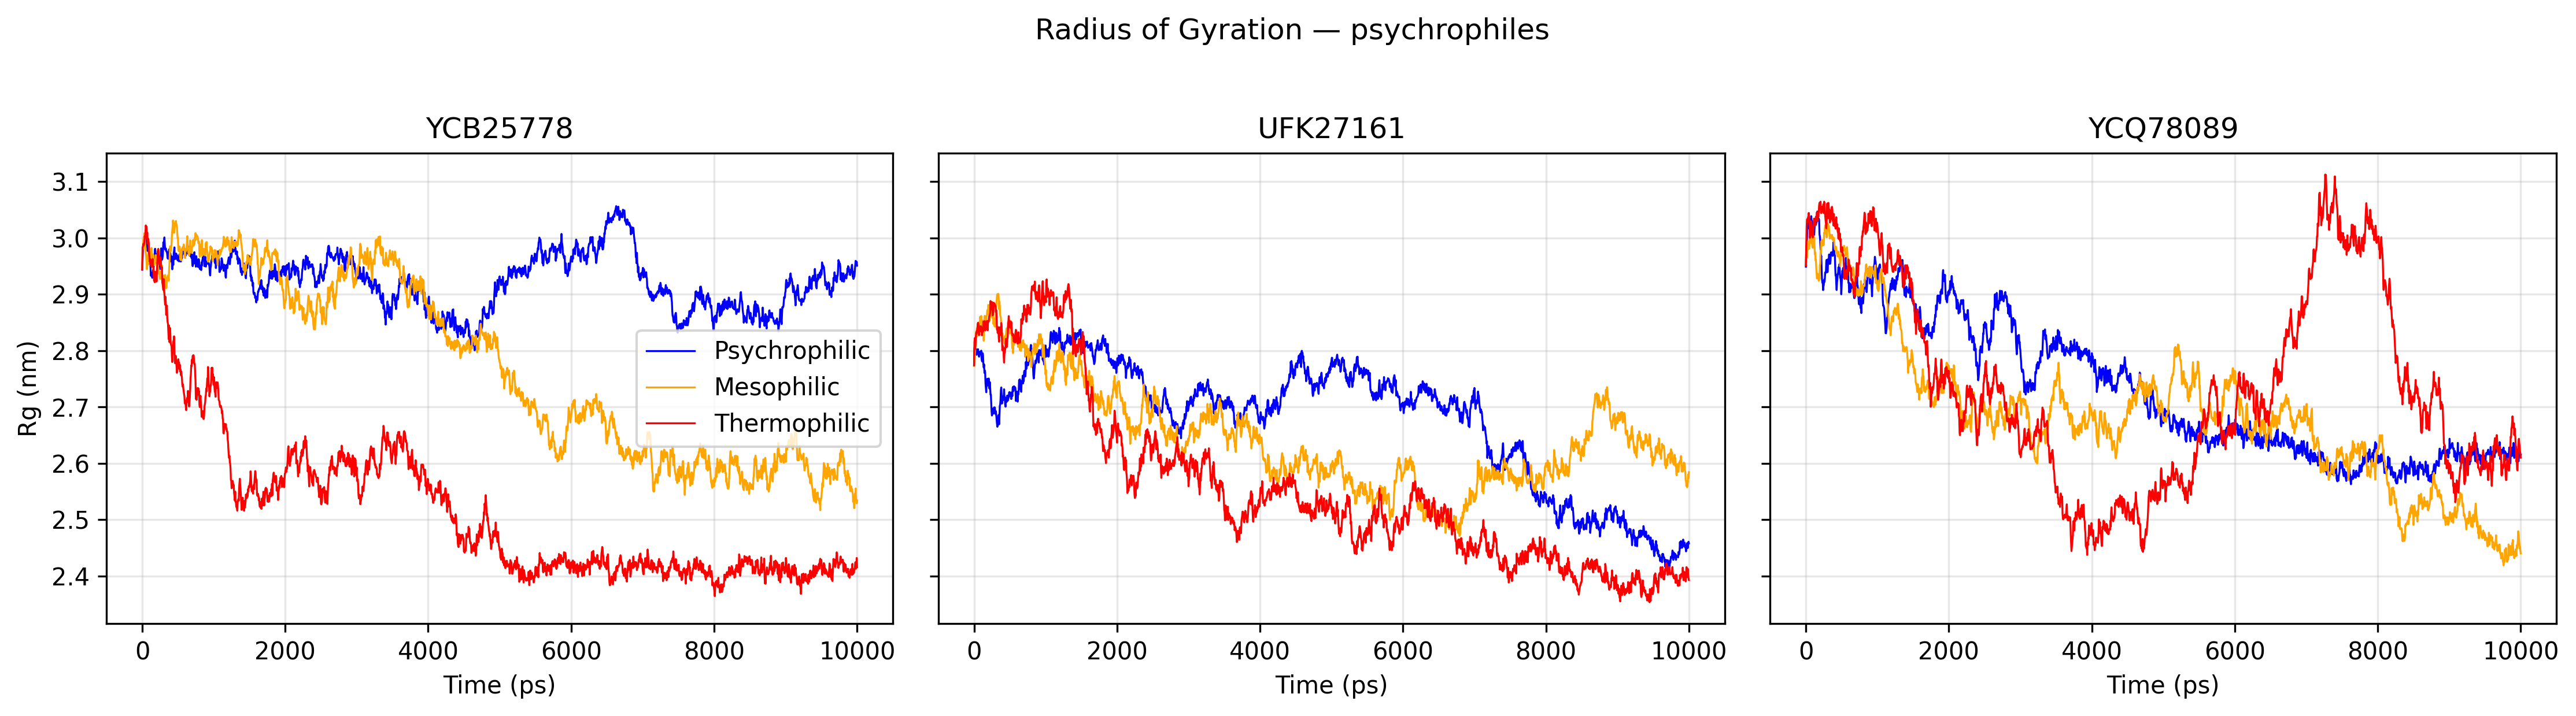 Radius of Gyration — psychrophiles
YCB25778
UFK27161
YCQ78089
Rg (nm)
3.1
3.0
2.9
2.8
2.7
2.6
2.5
2.4
Psychrophilic
Mesophilic
Thermophilic
0 2000 4000 6000 8000 10000
0 2000 4000 6000 8000 10000
0 2000 4000 6000 8000 10000
Time (ps)
Time (ps)
Time (ps)